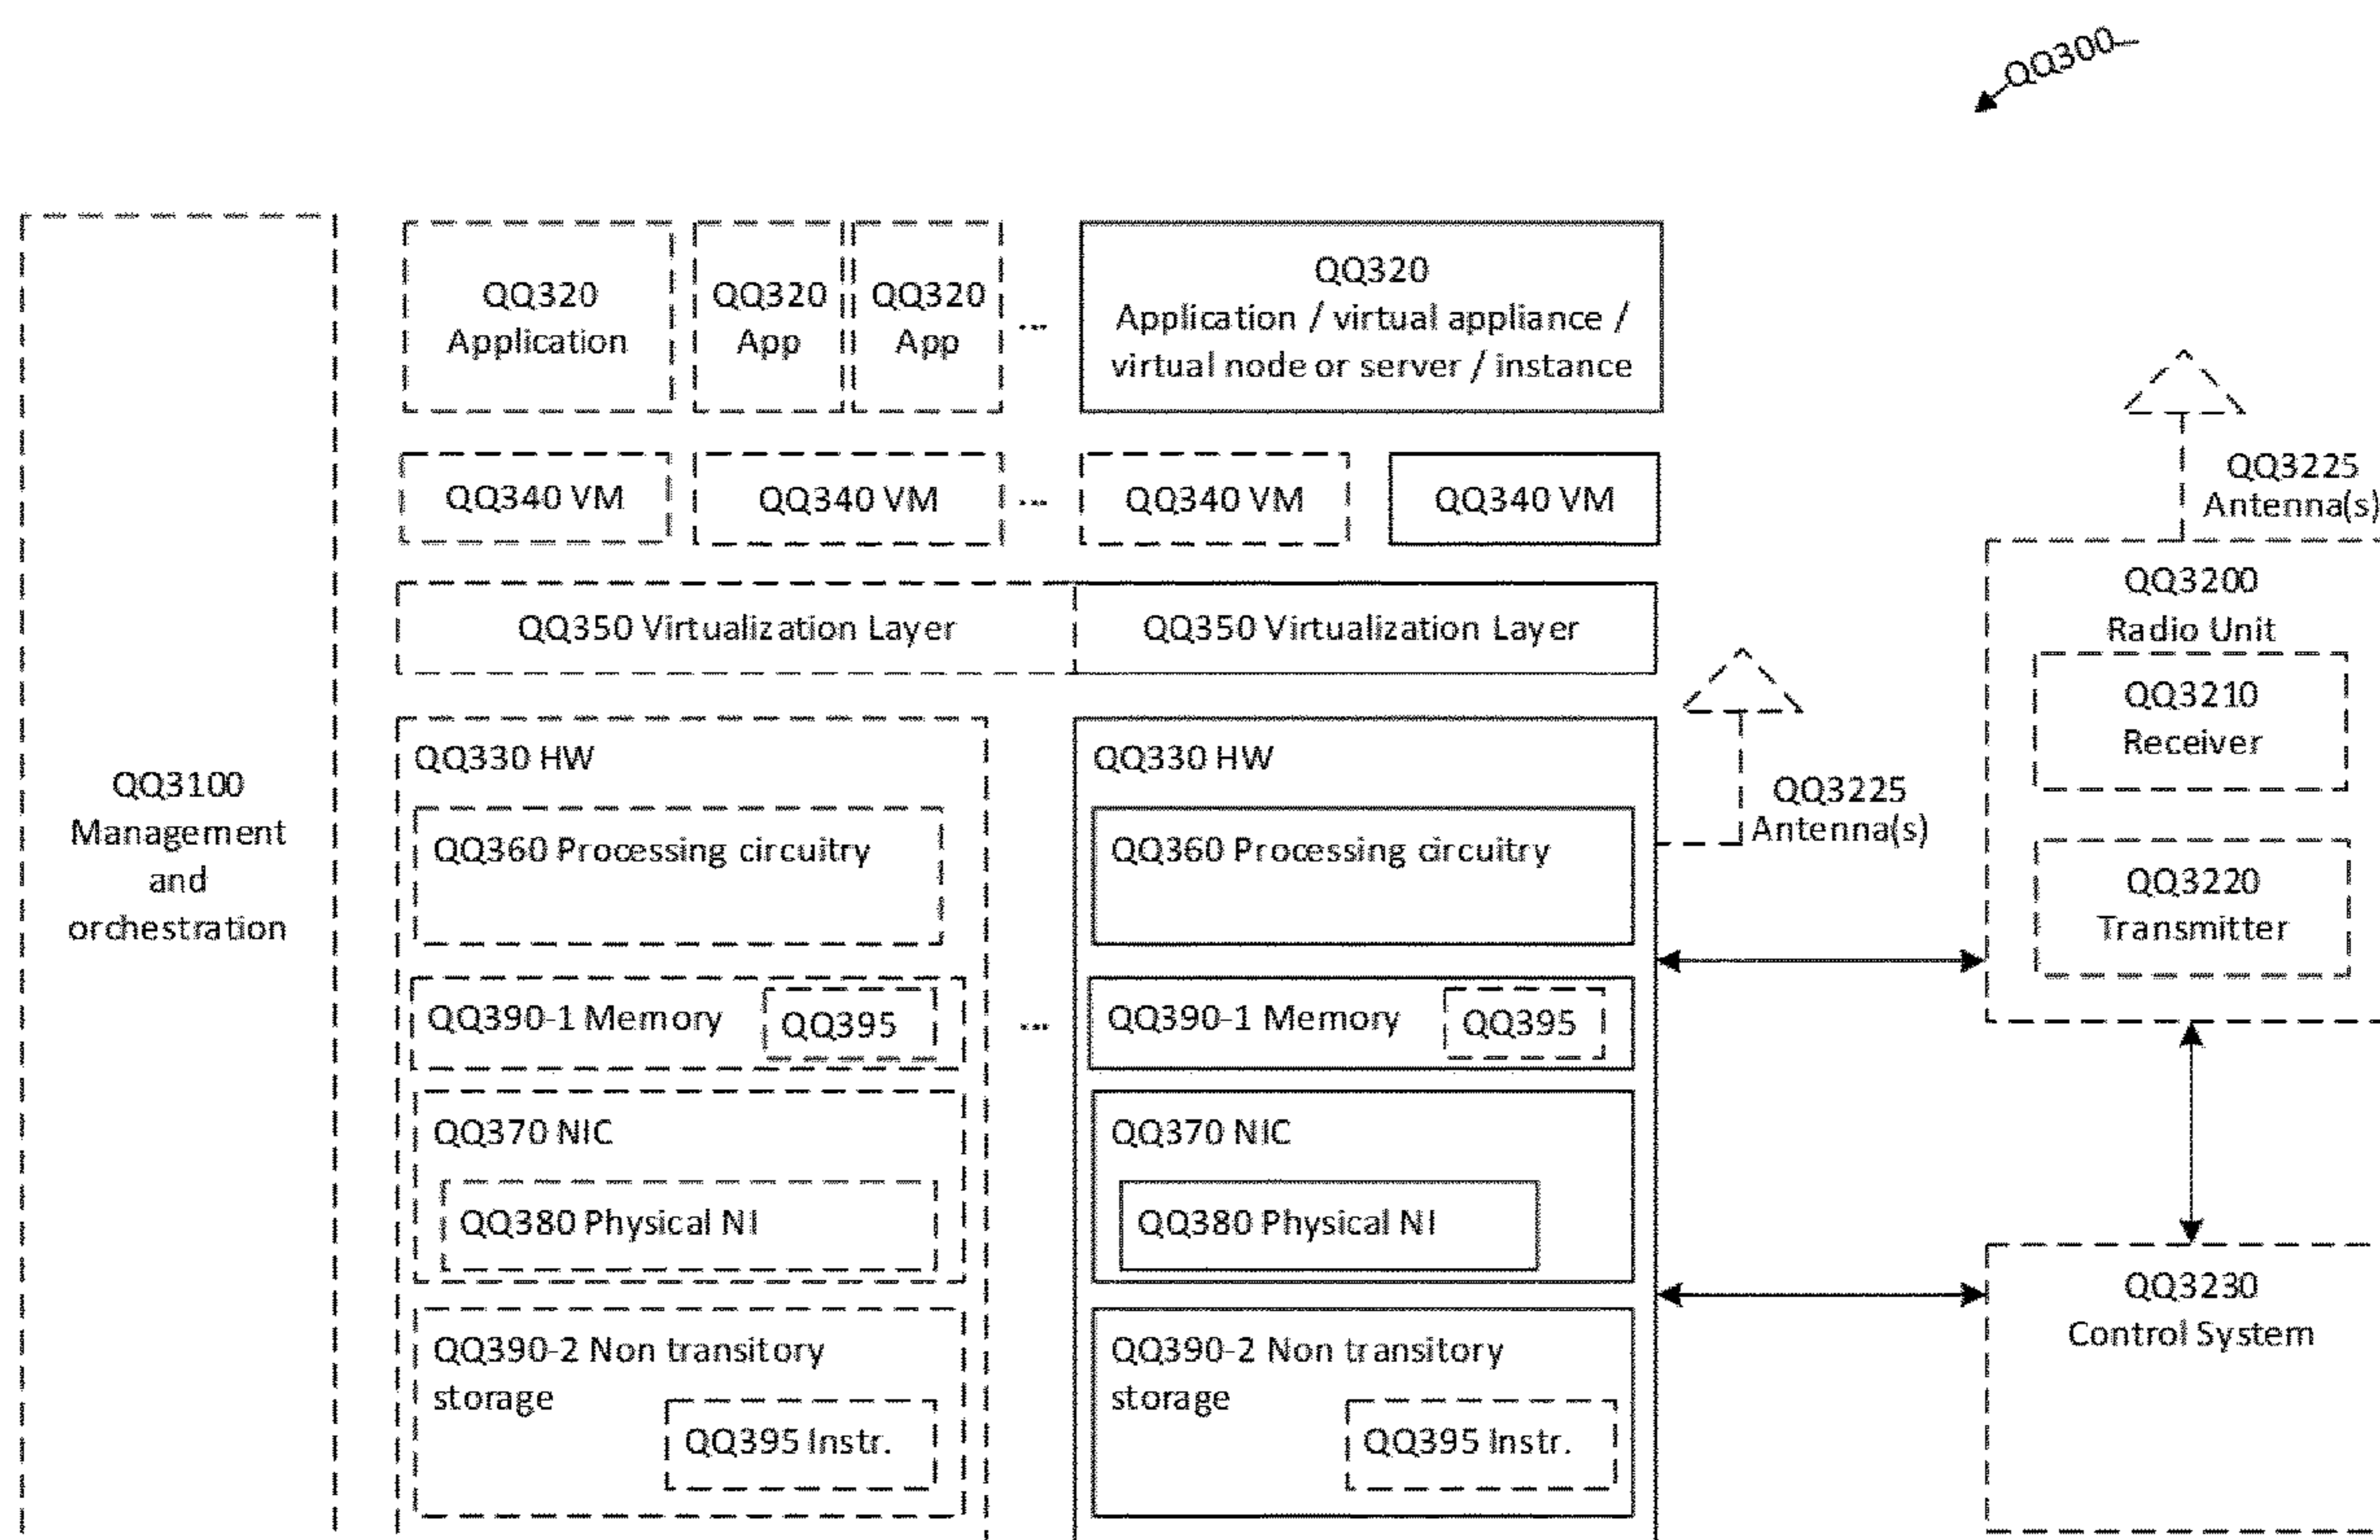 QQ300
QQ320
Application
QQ320
App
QQ320
App
...
QQ320
Application / virtual appliance /
virtual node or server / instance
QQ340 VM
QQ340 VM
...
QQ340 VM
QQ340 VM
QQ350 Virtualization Layer
QQ350 Virtualization Layer
QQ3100
Management
and
orchestration
QQ330 HW
QQ360 Processing circuitry
QQ390-1 Memory
QQ395
QQ370 NIC
QQ380 Physical NI
QQ390-2 Non transitory
storage
QQ395 Instr.
...
QQ330 HW
QQ360 Processing circuitry
QQ390-1 Memory
QQ395
QQ370 NIC
QQ380 Physical NI
QQ390-2 Non transitory
storage
QQ395 Instr.
QQ3225
Antenna(s)
QQ3225
Antenna(s)
QQ3200
Radio Unit
QQ3210
Receiver
QQ3220
Transmitter
QQ3230
Control System